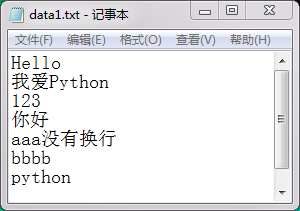 data1.txt - 记事本
文件(F) 编辑(E) 格式(O) 查看(V) 帮助(H)
Hello
我爱Python
123
你好
aaa没有换行
bbbb
python